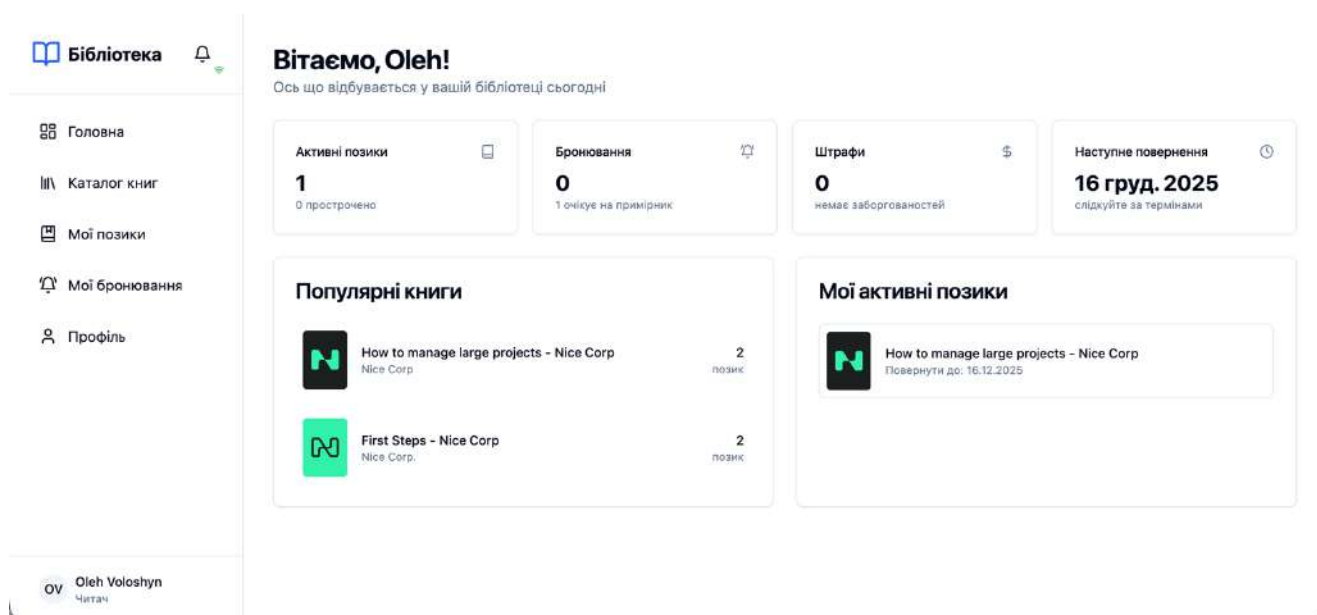 Бібліотека
Головна
Каталог книг
Мої позики
Мої бронювання
Профіль
OV
Oleh Voloshyn
Читач
Вітаємо, Oleh!
Ось що відбувається у вашій бібліотеці сьогодні
Активні позики
1
0 прострочено
Бронювання
0
1 очікує на примірник
Штрафи
$
0
немає заборгованостей
Наступне повернення
16 груд. 2025
слідкуйте за термінами
Популярні книги
How to manage large projects - Nice Corp
Nice Corp
2
позик
First Steps - Nice Corp
Nice Corp.
2
позик
Мої активні позики
How to manage large projects - Nice Corp
Повернути до: 16.12.2025